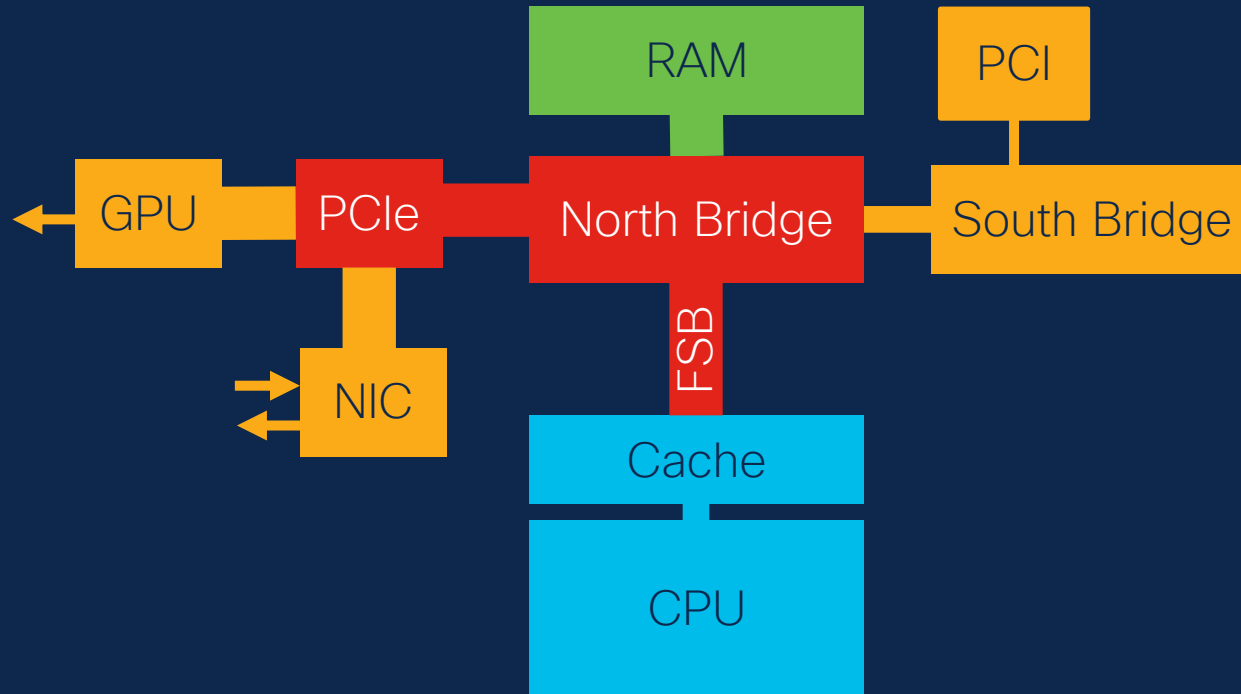 RAM
PCI
GPU
PCIe
North Bridge
South Bridge
FSB
NIC
Cache
CPU